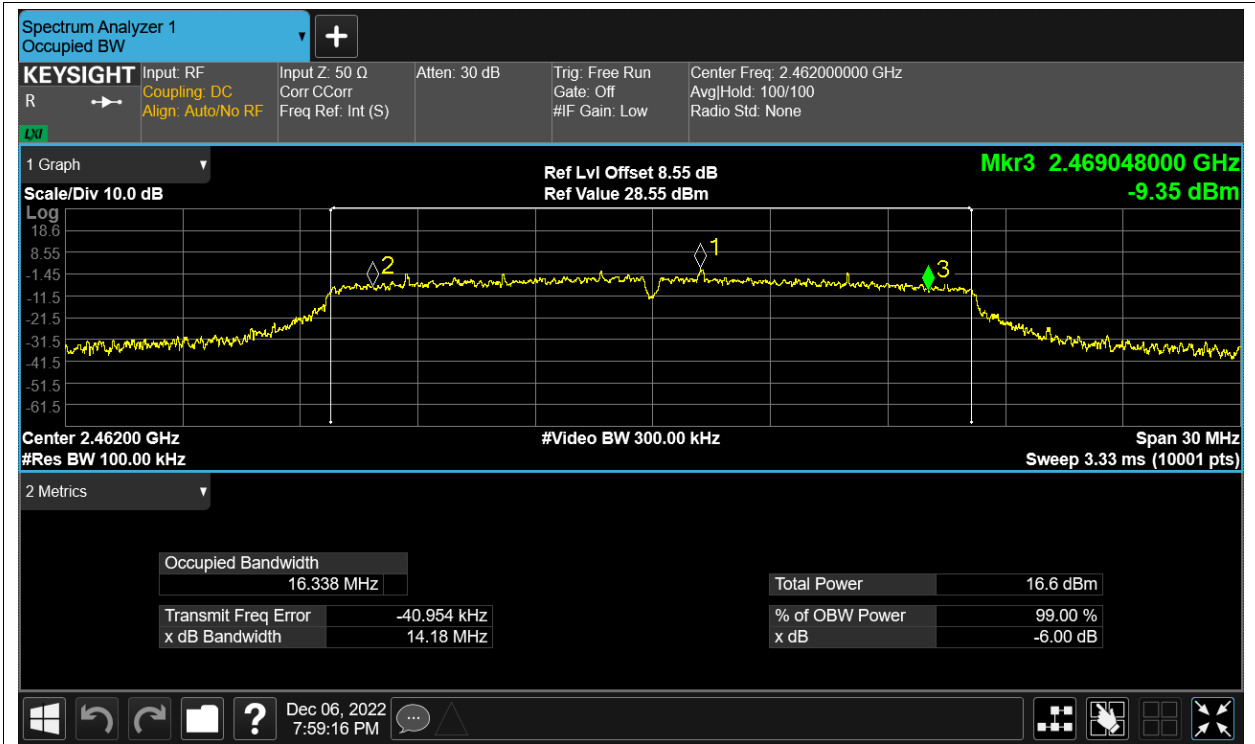 Spectrum Analyzer 1
Occupied BW
+
KEYSIGHT
R
LXI
Input: RF
Coupling: DC
Align: Auto/No RF
Input Z: 50 Ω
Corr CCorr
Freq Ref: Int (S)
Atten: 30 dB
Trig: Free Run
Gate: Off
#IF Gain: Low
Center Freq: 2.462000000 GHz
Avg|Hold: 100/100
Radio Std: None
1 Graph
Scale/Div 10.0 dB
Ref Lvl Offset 8.55 dB
Ref Value 28.55 dBm
Mkr3 2.469048000 GHz
-9.35 dBm
Log
18.6
8.55
-1.45
-11.5
-21.5
-31.5
-41.5
-51.5
-61.5
2
1
3
Center 2.46200 GHz
#Res BW 100.00 kHz
#Video BW 300.00 kHz
Span 30 MHz
Sweep 3.33 ms (10001 pts)
2 Metrics
Occupied Bandwidth
16.338 MHz
Transmit Freq Error -40.954 kHz
x dB Bandwidth 14.18 MHz
Total Power 16.6 dBm
% of OBW Power 99.00 %
x dB -6.00 dB
?
Dec 06, 2022
7:59:16 PM